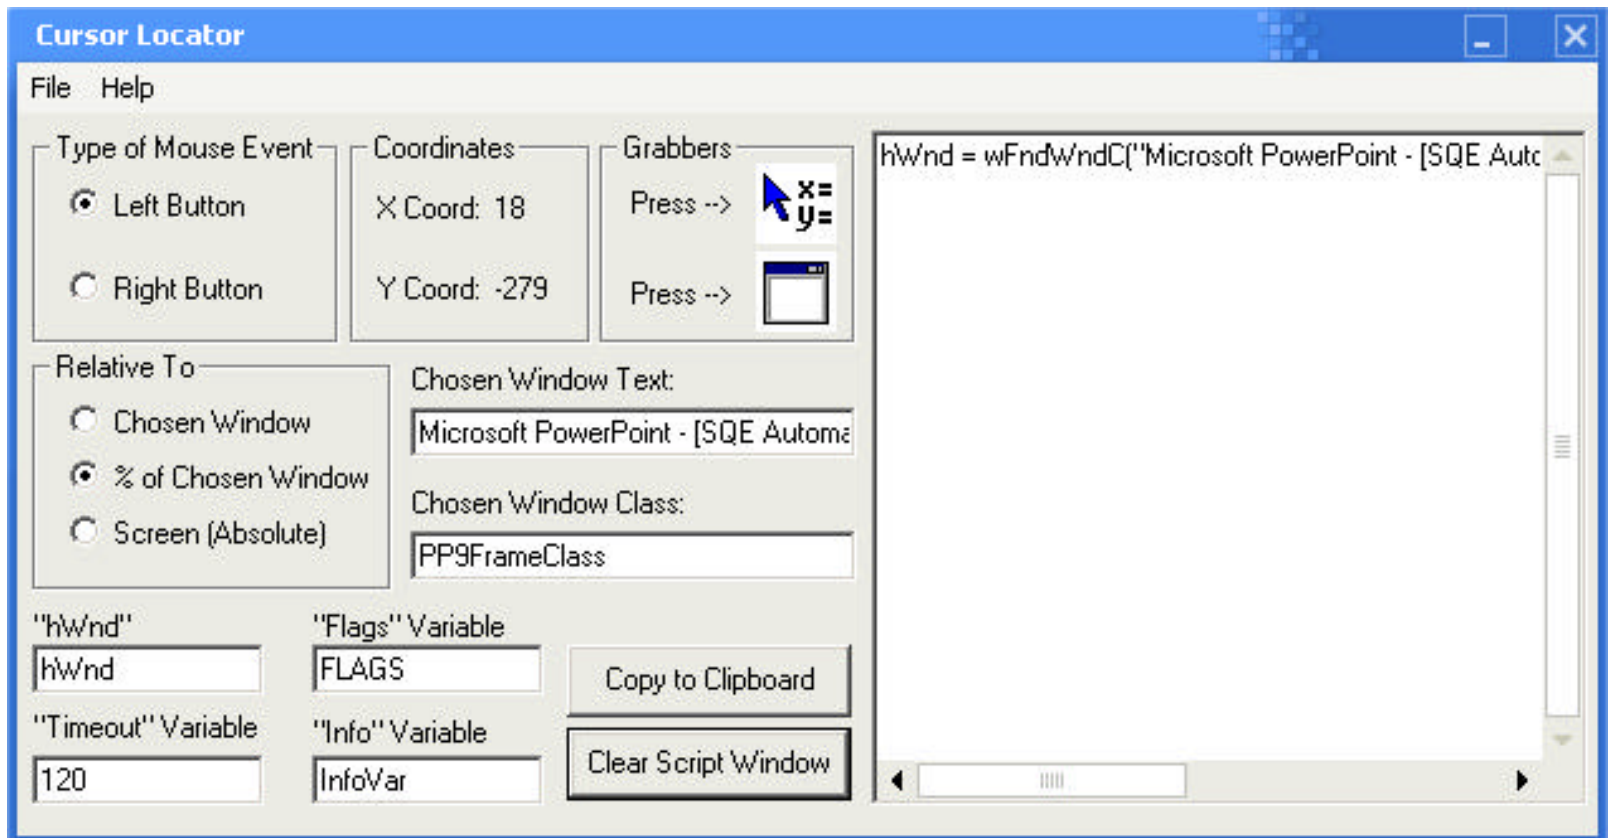 Cursor Locator
File Help
Type of Mouse Event
Left Button
Right Button
Coordinates
X Coord: 18
Y Coord: -279
Grabbers
Press -->
x=
y=
Press -->
hWnd = wFndWndC("Microsoft PowerPoint - [SQE Auto
Relative To
Chosen Window
% of Chosen Window
Screen (Absolute)
Chosen Window Text:
Microsoft PowerPoint - [SQE Automa
Chosen Window Class:
PP9FrameClass
"hWnd"
hWnd
"Flags" Variable
FLAGS
"Timeout" Variable
120
"Info" Variable
InfoVar
Copy to Clipboard
Clear Script Window